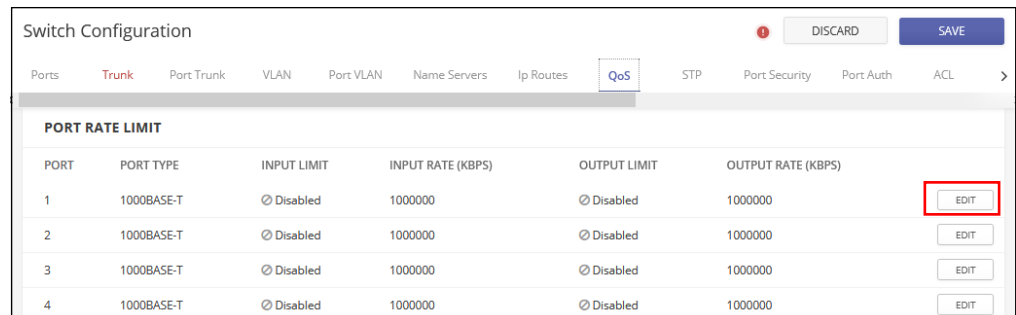 Switch Configuration DISCARD SAVE
Ports Trunk Port Trunk VLAN Port VLAN Name Servers Ip Routes QoS STP Port Security Port Auth ACL
PORT RATE LIMIT
PORT PORT TYPE INPUT LIMIT INPUT RATE (KBPS) OUTPUT LIMIT OUTPUT RATE (KBPS)
1 1000BASE-T Disabled 1000000 Disabled 1000000 EDIT
2 1000BASE-T Disabled 1000000 Disabled 1000000 EDIT
3 1000BASE-T Disabled 1000000 Disabled 1000000 EDIT
4 1000BASE-T Disabled 1000000 Disabled 1000000 EDIT